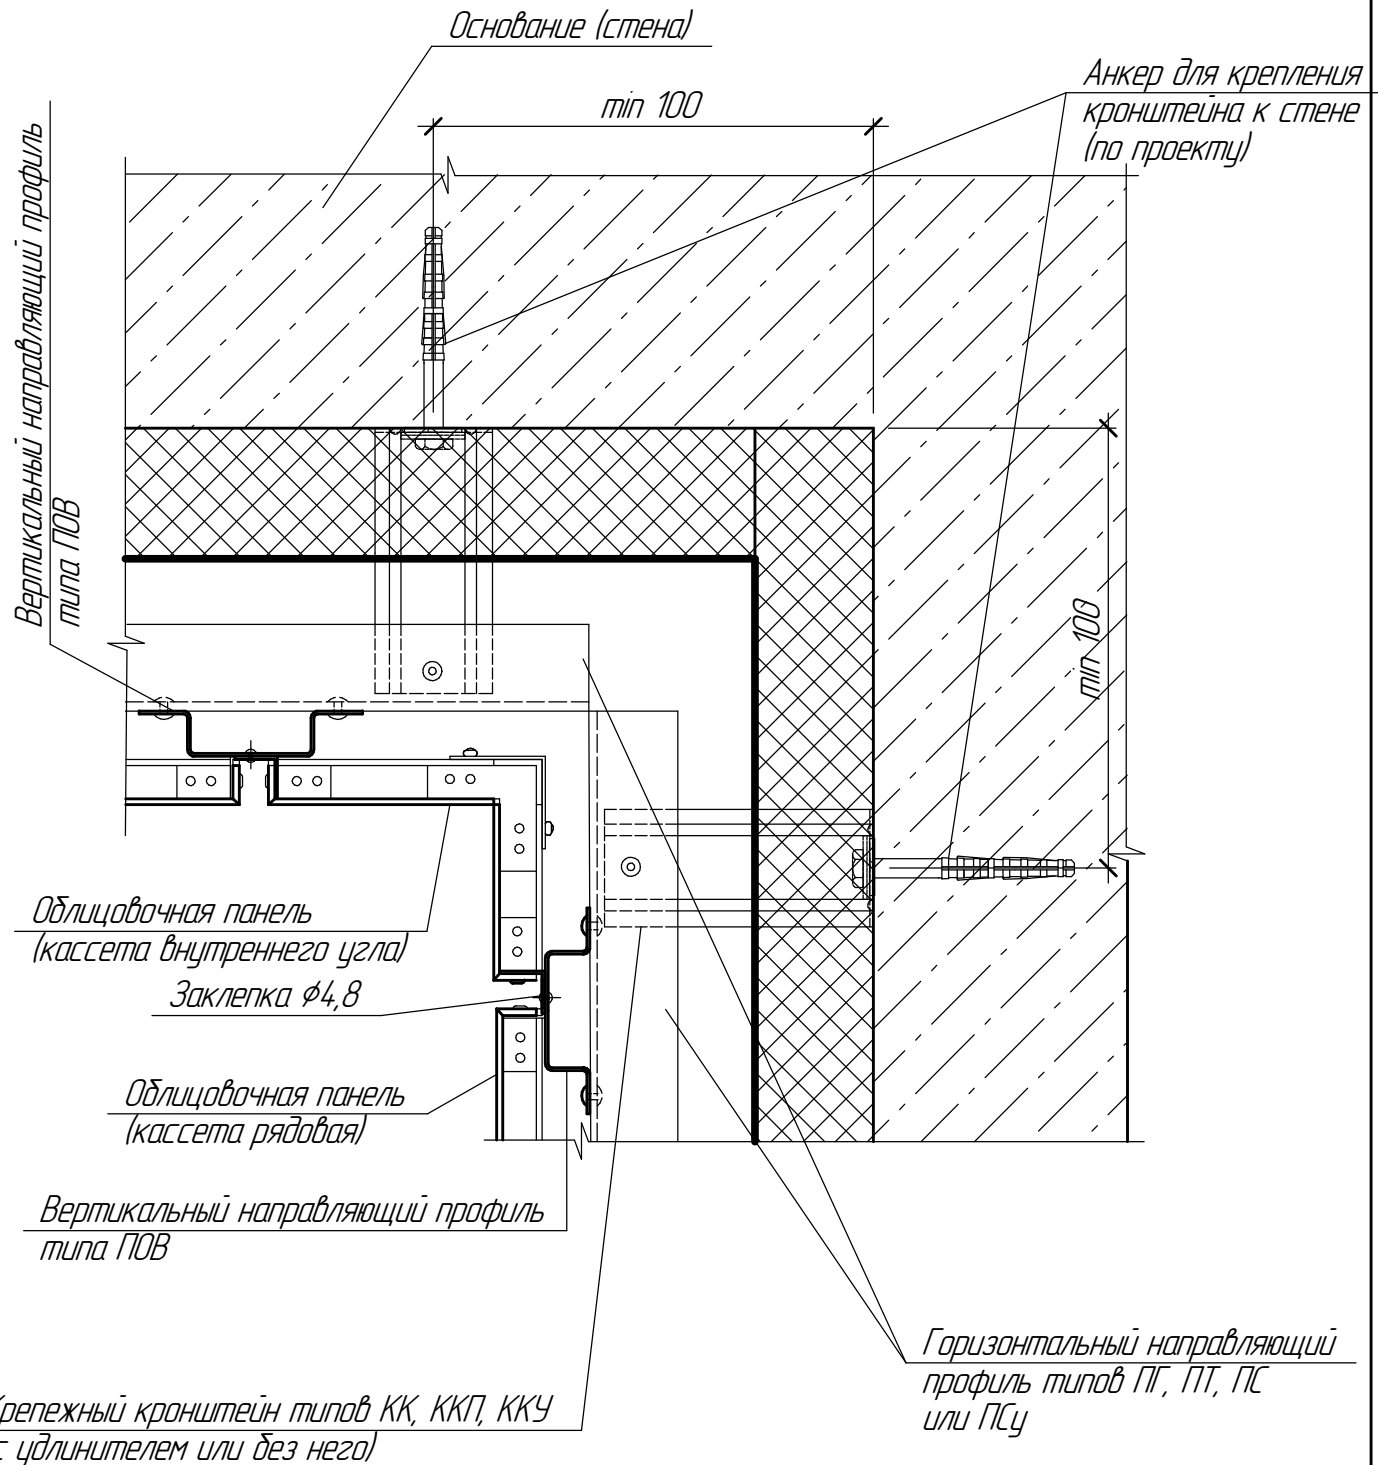 Основание (стена)
Анкер для крепления
кронштейна к стене
(по проекту)
min 100
Вертикальный направляющий профиль
типа ПОВ
min 100
Облицовочная панель
(кассета внутреннего угла)
Заклепка ϕ4,8
Облицовочная панель
(кассета рядовая)
Вертикальный направляющий профиль
типа ПОВ
Горизонтальный направляющий
профиль типов ПГ, ПТ, ПС
или ПСу
репежный кронштейн типов КК, ККП, ККУ
с удлинителем или без него)